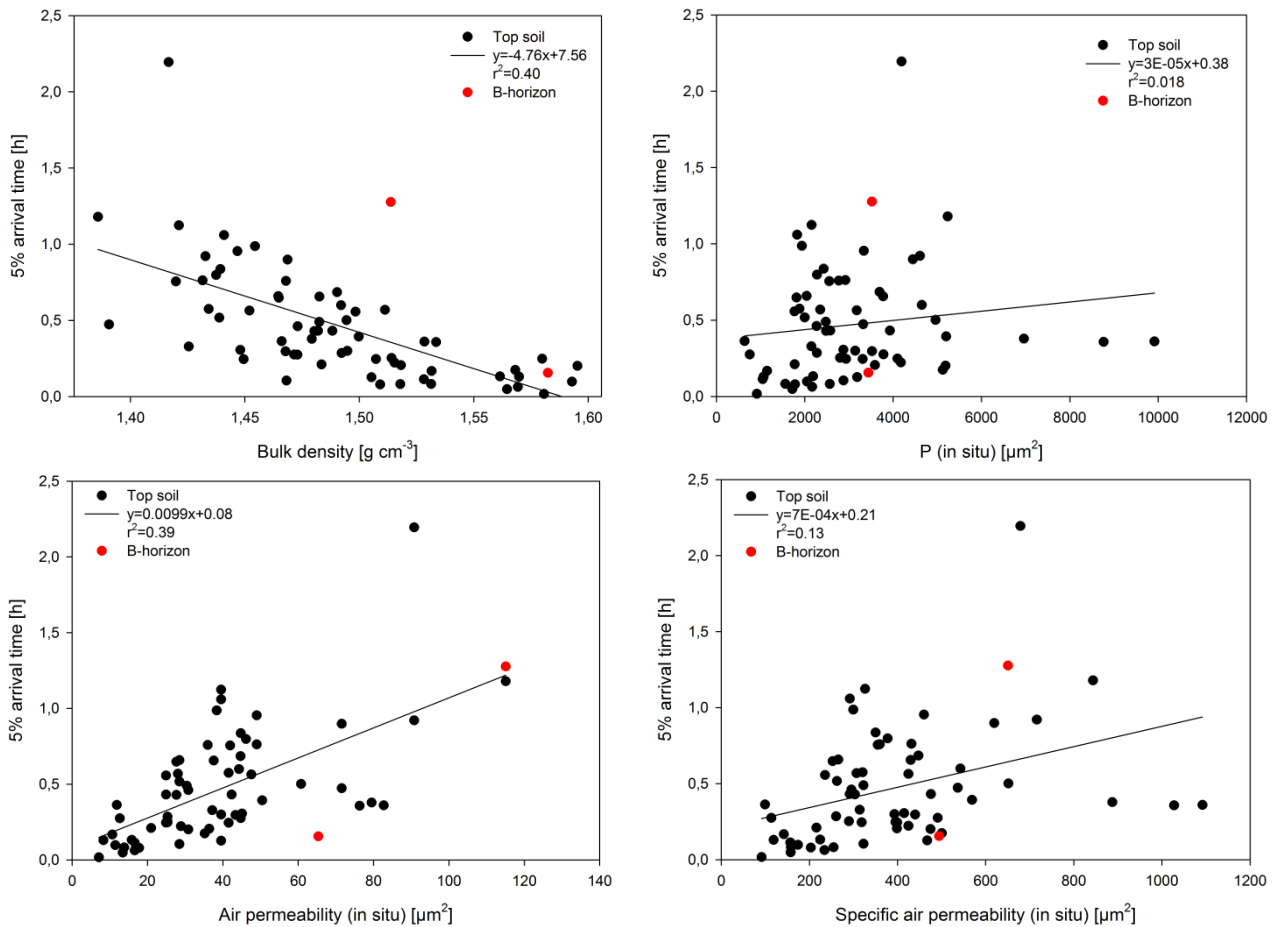 2,5
2,0
1,5
1,0
0,5
0,0
5% arrival time [h]
Top soil
y=-4.76x+7.56
r²=0.40
B-horizon
1,40 1,45 1,50 1,55 1,60
Bulk density [g cm⁻³]
2,5
2,0
1,5
1,0
0,5
0,0
5% arrival time [h]
Top soil
y=3E-05x+0.38
r²=0.018
B-horizon
0 2000 4000 6000 8000 10000 12000
P (in situ) [µm²]
2,5
2,0
1,5
1,0
0,5
0,0
5% arrival time [h]
Top soil
y=0.0099x+0.08
r²=0.39
B-horizon
0 20 40 60 80 100 120 140
Air permeability (in situ) [µm²]
2,5
2,0
1,5
1,0
0,5
0,0
5% arrival time [h]
Top soil
y=7E-04x+0.21
r²=0.13
B-horizon
0 200 400 600 800 1000 1200
Specific air permeability (in situ) [µm²]